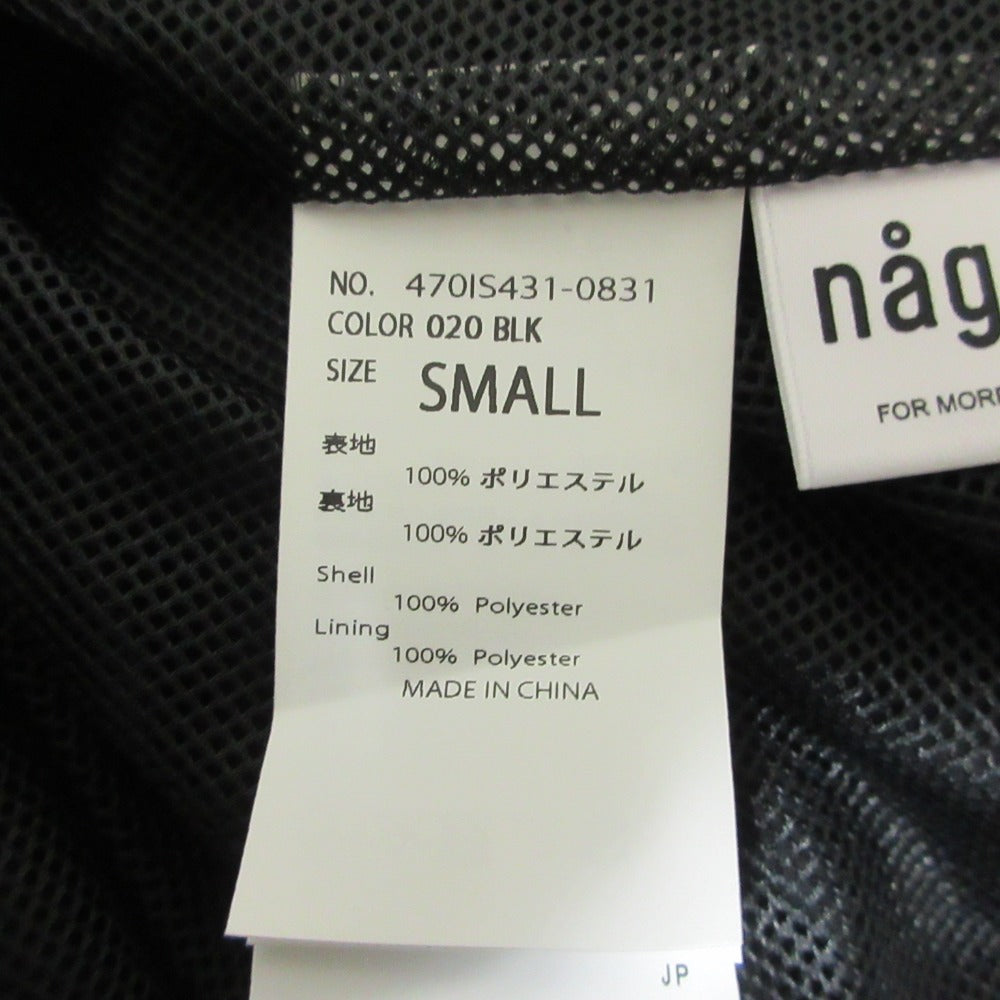 NO. 470IS431-0831
COLOR 020 BLK
SIZE SMALL
表地
100% ポリエステル
裏地
100% ポリエステル
Shell
100% Polyester
Lining
100% Polyester
MADE IN CHINA
JP
någ
FOR MORE